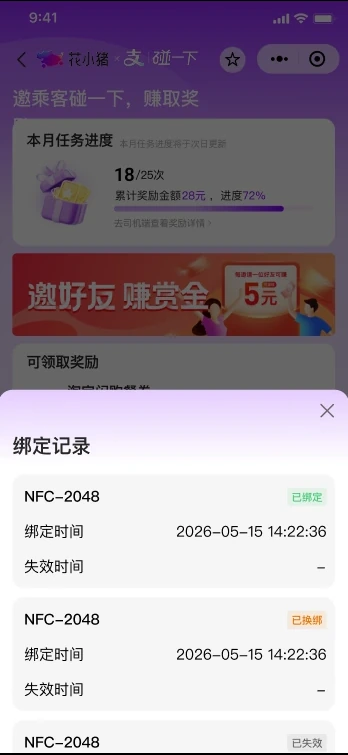 9:41
花小猪 × 支 碰一下
邀乘客碰一下，赚取奖
本月任务进度 本月任务进度将于次日更新
18/25次
累计奖励金额28元，进度72%
去司机端查看奖励详情
邀好友 赚赏金
每邀请一位好友可赚
5元
可领取奖励
绑定记录
NFC-2048 已绑定
绑定时间 2026-05-15 14:22:36
失效时间 –
NFC-2048 已换绑
绑定时间 2026-05-15 14:22:36
失效时间 –
NFC-2048 已失效